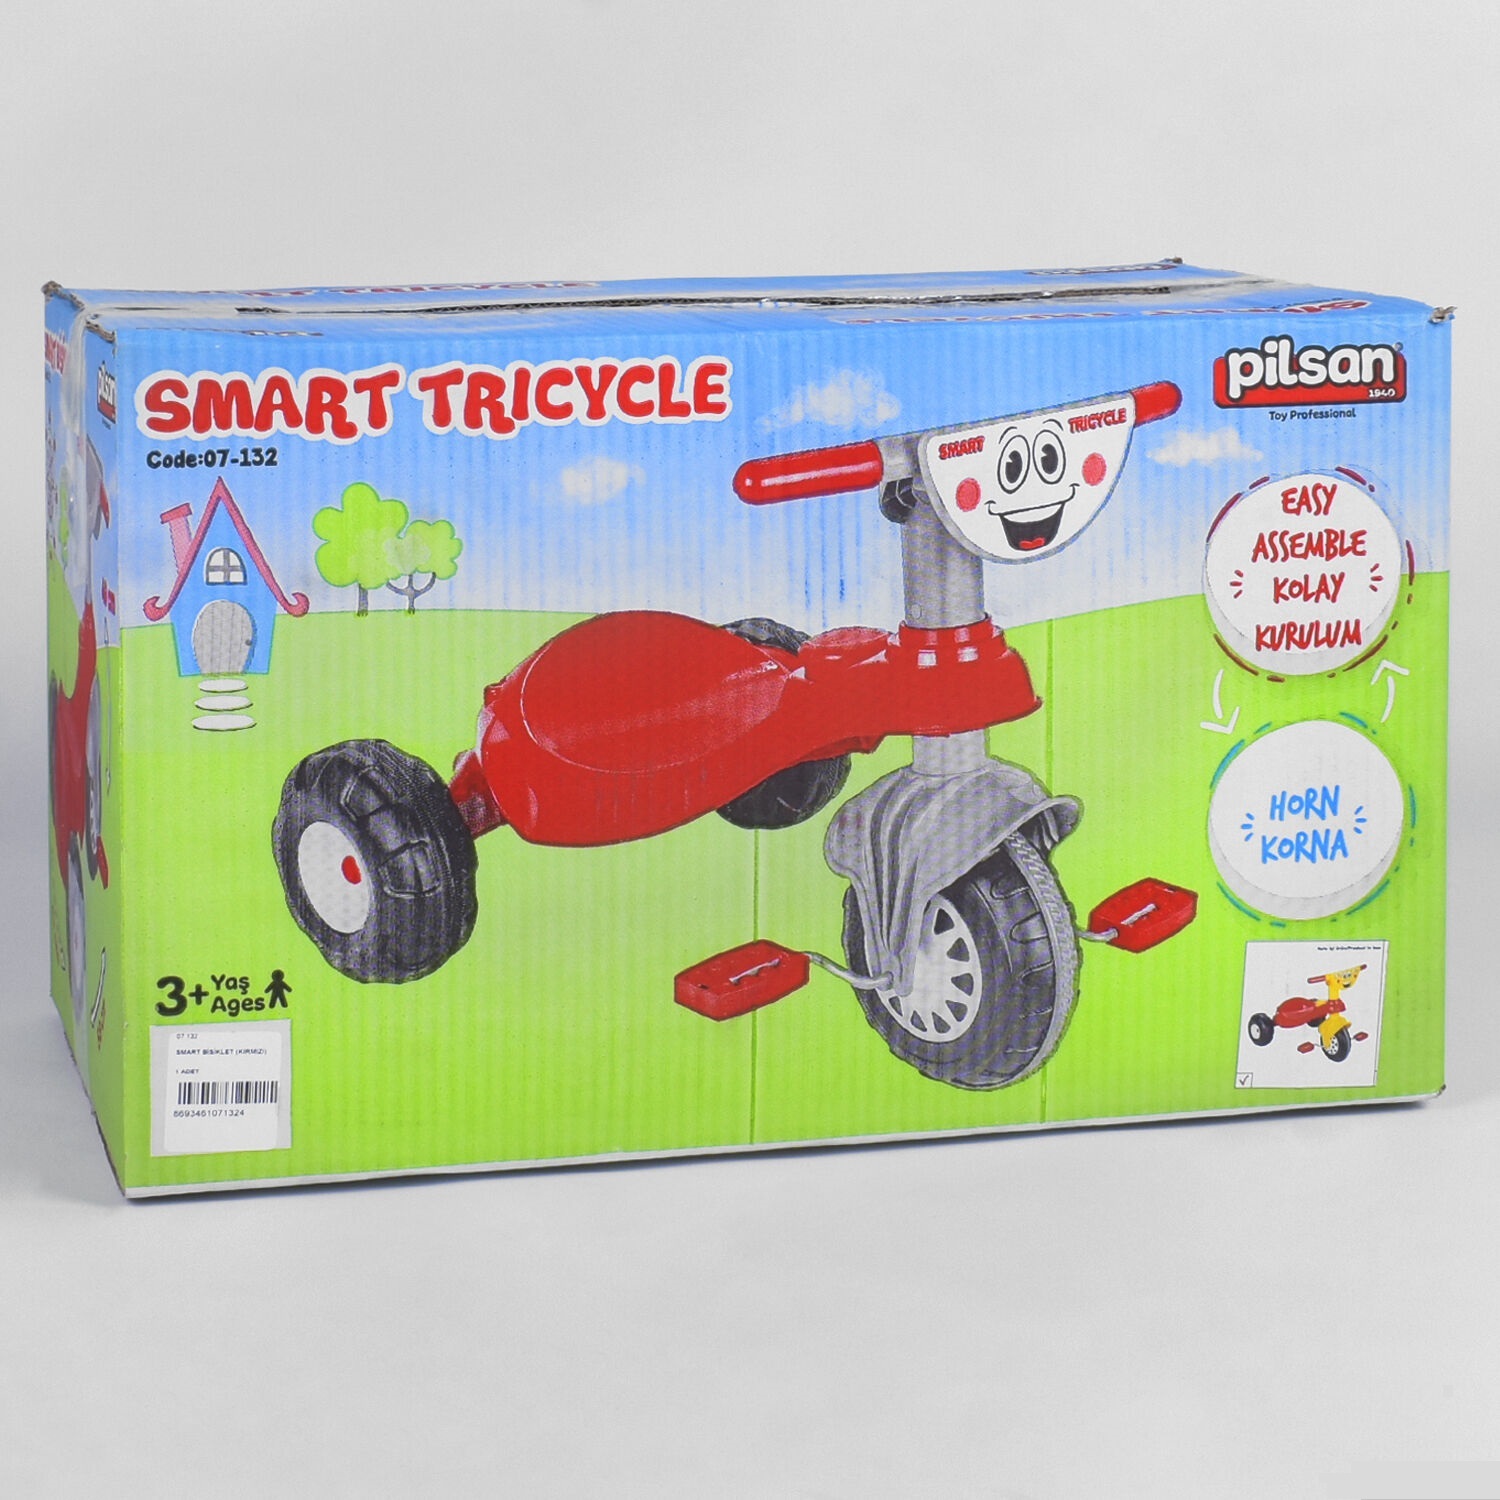 SMART TRICYCLE
Code:07-132
pilsan
1940
Toy Professional
SMART TRICYCLE
EASY
ASSEMBLE
KOLAY
KURULUM
HORN
KORNA
3+ Yaş
Ages
07 132
SMART BİSİKLET (KIRMIZI)
1 ADET
8693461071324